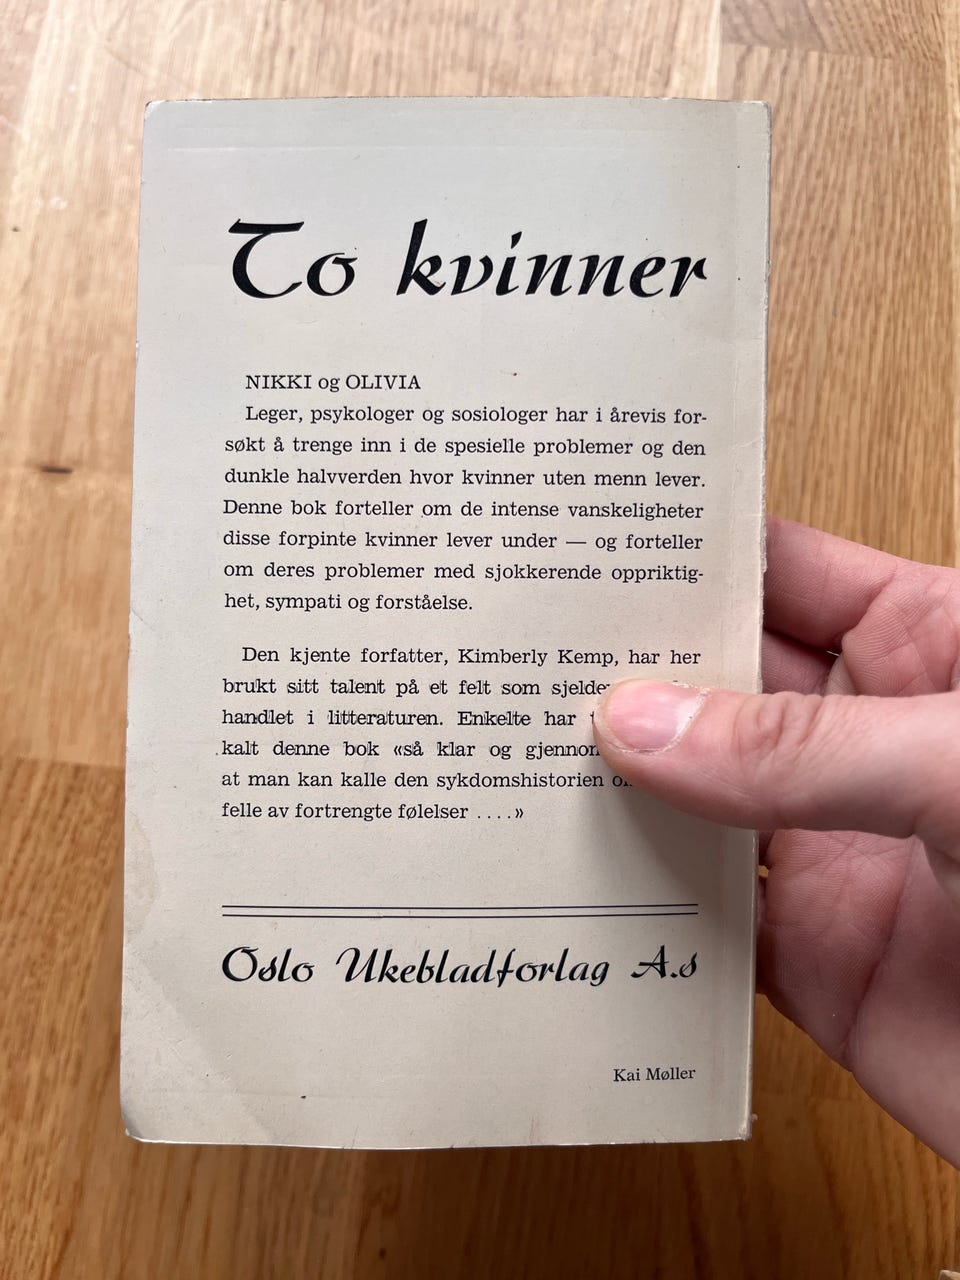 To kvinner
NIKKI og OLIVIA
Leger, psykologer og sosiologer har i årevis for-
søkt å trenge inn i de spesielle problemer og den
dunkle halvverden hvor kvinner uten menn lever.
Denne bok forteller om de intense vanskeligheter
disse forpinte kvinner lever under — og forteller
om deres problemer med sjokkerende oppriktig-
het, sympati og forståelse.
Den kjente forfatter, Kimberly Kemp, har her
brukt sitt talent på et felt som
handlet i litteraturen. Enkelte har
kalt denne bok «så klar og
at man kan kalle den sykdomshistorien
felle av fortrengte følelser ....»
Oslo Ukebladforlag A.s
Kai Møller